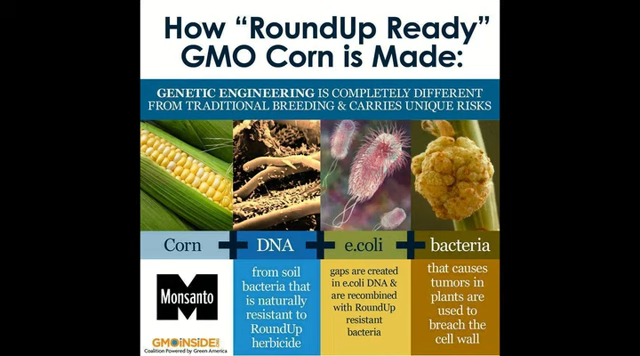 How “RoundUp Ready”
GMO Corn is Made:
GENETIC ENGINEERING IS COMPLETELY DIFFERENT
FROM TRADITIONAL BREEDING & CARRIES UNIQUE RISKS
Corn + DNA + e.coli + bacteria
M
Monsanto
from soil
bacteria that
is naturally
resistant to
RoundUp
herbicide
gaps are created
in e.coli DNA &
are recombined
with RoundUp
resistant
bacteria
that causes
tumors in
plants are
used to
breach the
cell wall
GMOINSIDE
Coalition Powered by Green America